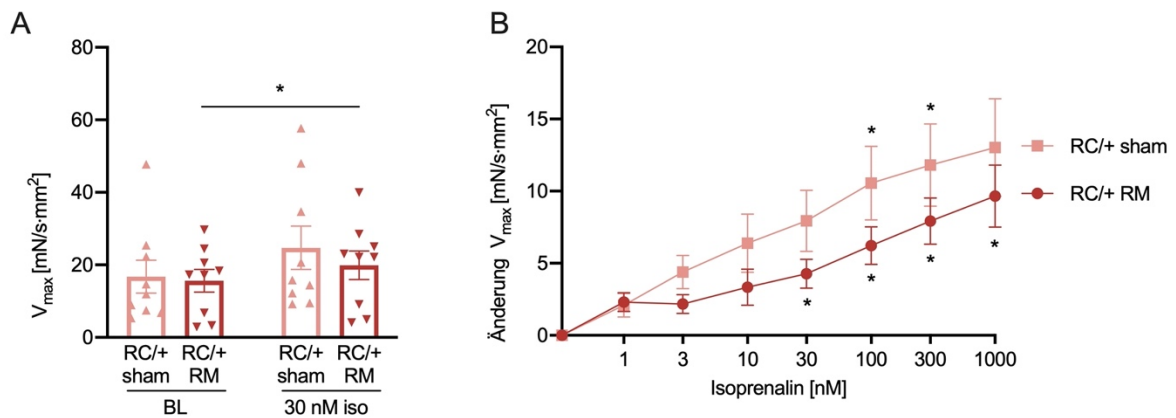 A
Vmax [mN/s·mm²]
80
60
40
20
0
*
RC/+ sham
RC/+ RM
RC/+ sham
RC/+ RM
BL
30 nM iso
B
Änderung Vmax [mN/s·mm²]
20
15
10
5
0
* *
* * * *
1 3 10 30 100 300 1000
Isoprenalin [nM]
RC/+ sham
RC/+ RM